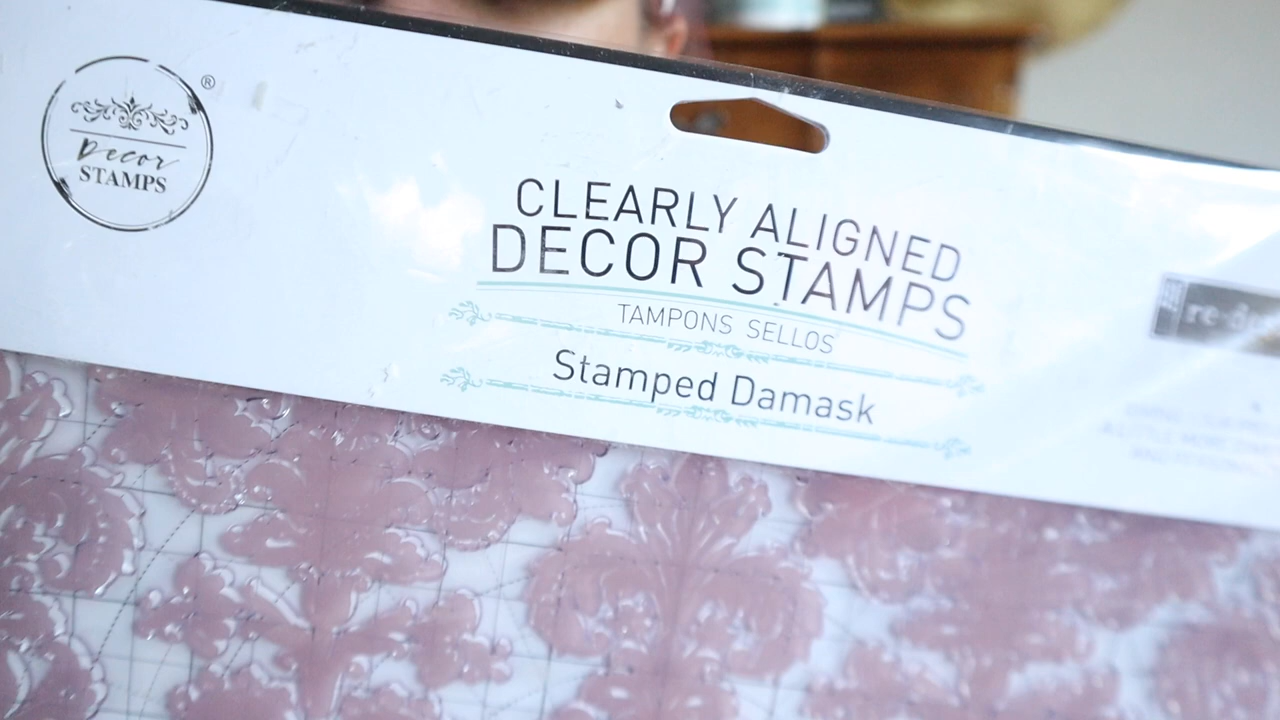 Decor
STAMPS
®
CLEARLY ALIGNED
DECOR STAMPS
TAMPONS SELLOS
Stamped Damask